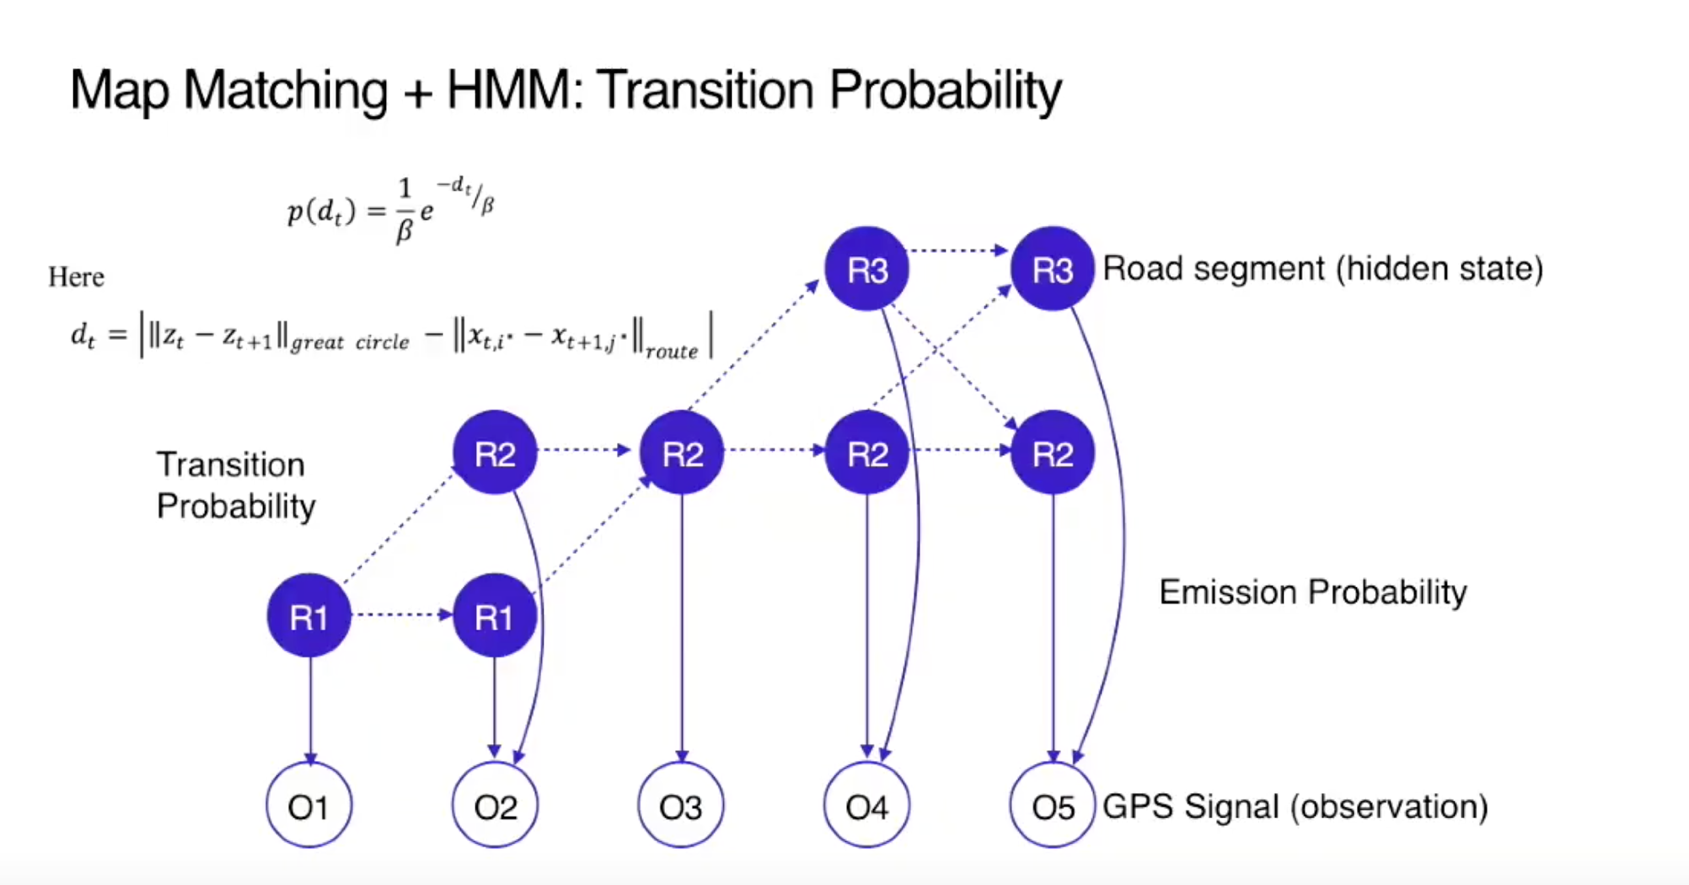 Map Matching + HMM: Transition Probability
p(d_t) = 1/β e^(-d_t/β)
Here
d_t = | ||z_t − z_{t+1}||_{great circle} − ||x_{t,i*} − x_{t+1,j*}||_{route} |
R3 R3 Road segment (hidden state)
Transition
Probability
R2 R2 R2 R2
R1 R1
Emission Probability
O1 O2 O3 O4 O5 GPS Signal (observation)